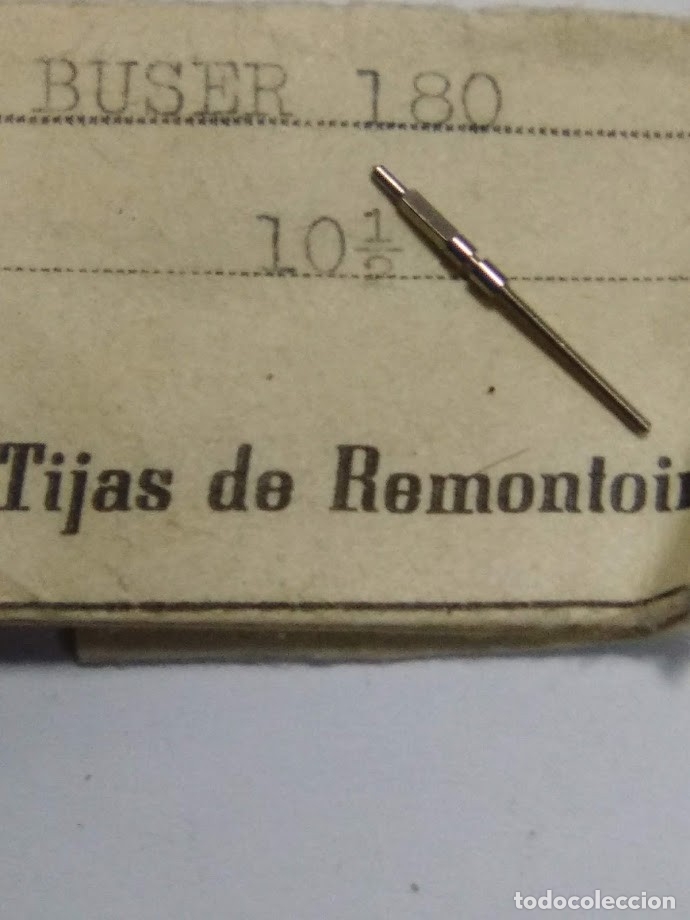 BUSER 180
10½
Tijas de Remontoir
todocoleccion